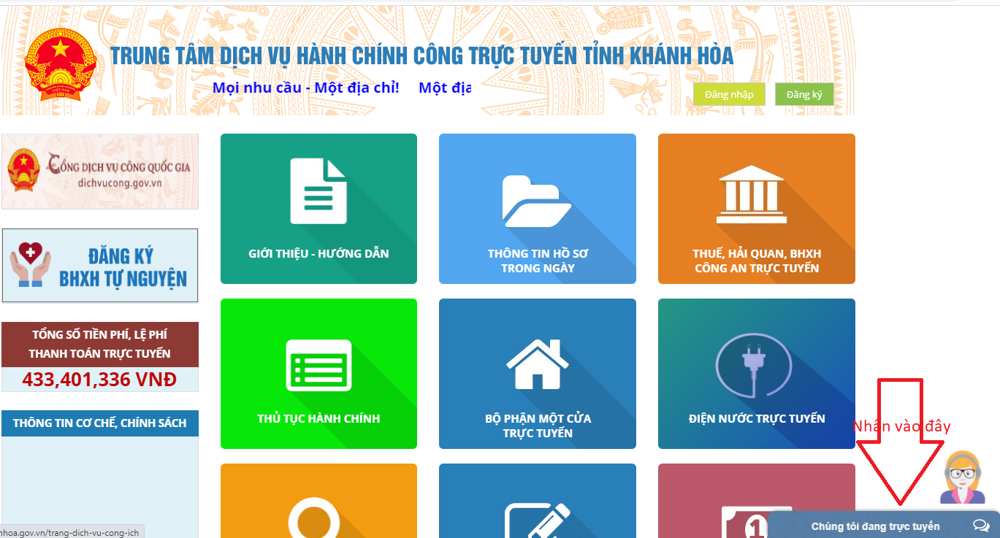 TRUNG TÂM DỊCH VỤ HÀNH CHÍNH CÔNG TRỰC TUYẾN TỈNH KHÁNH HÒA
Mọi nhu cầu - Một địa chỉ! Một địa
Đăng nhập
Đăng ký
VIỆT NAM
CỔNG DỊCH VỤ CÔNG QUỐC GIA
dichvucong.gov.vn
ĐĂNG KÝ
BHXH TỰ NGUYỆN
TỔNG SỐ TIỀN PHÍ, LỆ PHÍ
THANH TOÁN TRỰC TUYẾN
433,401,336 VNĐ
THÔNG TIN CƠ CHẾ, CHÍNH SÁCH
GIỚI THIỆU - HƯỚNG DẪN
THÔNG TIN HỒ SƠ
TRONG NGÀY
THUẾ, HẢI QUAN, BHXH
CÔNG AN TRỰC TUYẾN
THỦ TỤC HÀNH CHÍNH
BỘ PHẬN MỘT CỬA
TRỰC TUYẾN
ĐIỆN NƯỚC TRỰC TUYẾN
Nhấn vào đây
1
Chúng tôi đang trực tuyến
nhoa.gov.vn/trang-dich-vu-cong-ich